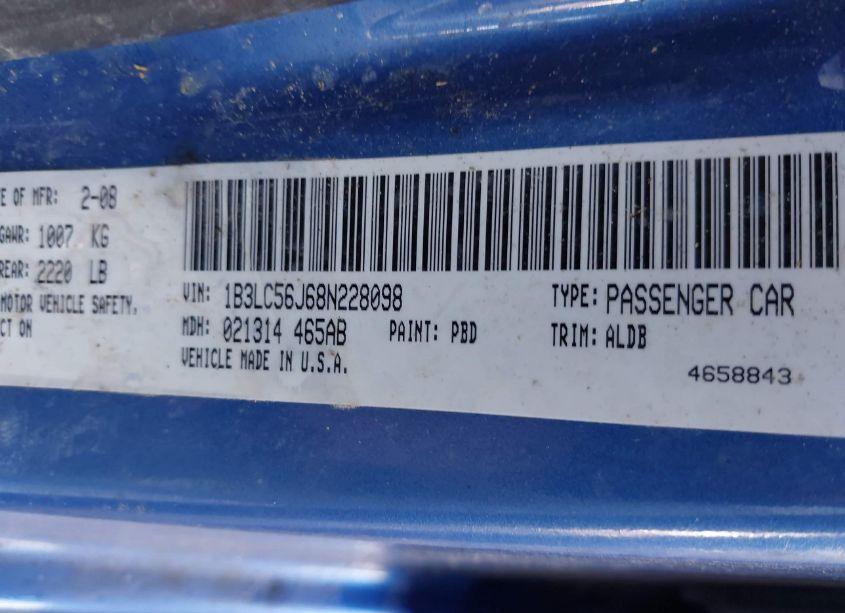 E OF MFR: 2-08
GAWR: 1007 KG
REAR: 2220 LB
MOTOR VEHICLE SAFETY,
CT ON
VIN: 1B3LC56J68N228098 TYPE: PASSENGER CAR
MDH: 021314 465AB PAINT: PBD TRIM: ALDB
VEHICLE MADE IN U.S.A.
4658843